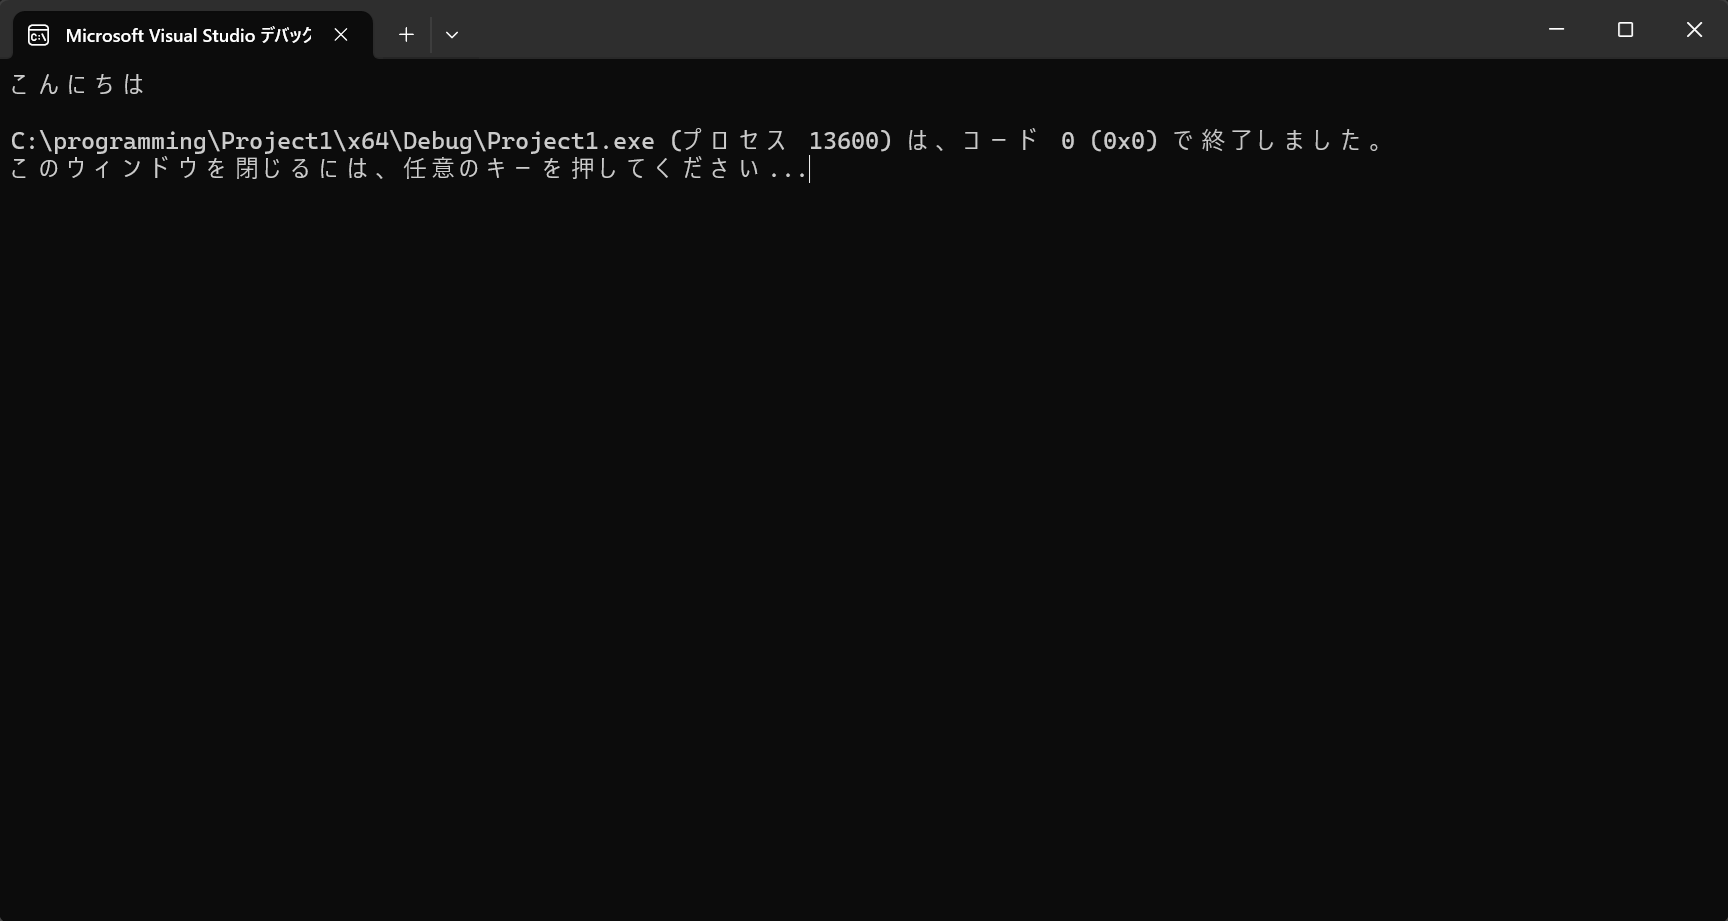 Microsoft Visual Studio デバッグ
こんにちは
C:\programming\Project1\x64\Debug\Project1.exe (プロセス 13600) は、コード 0 (0x0) で終了しました。
このウィンドウを閉じるには、任意のキーを押してください...